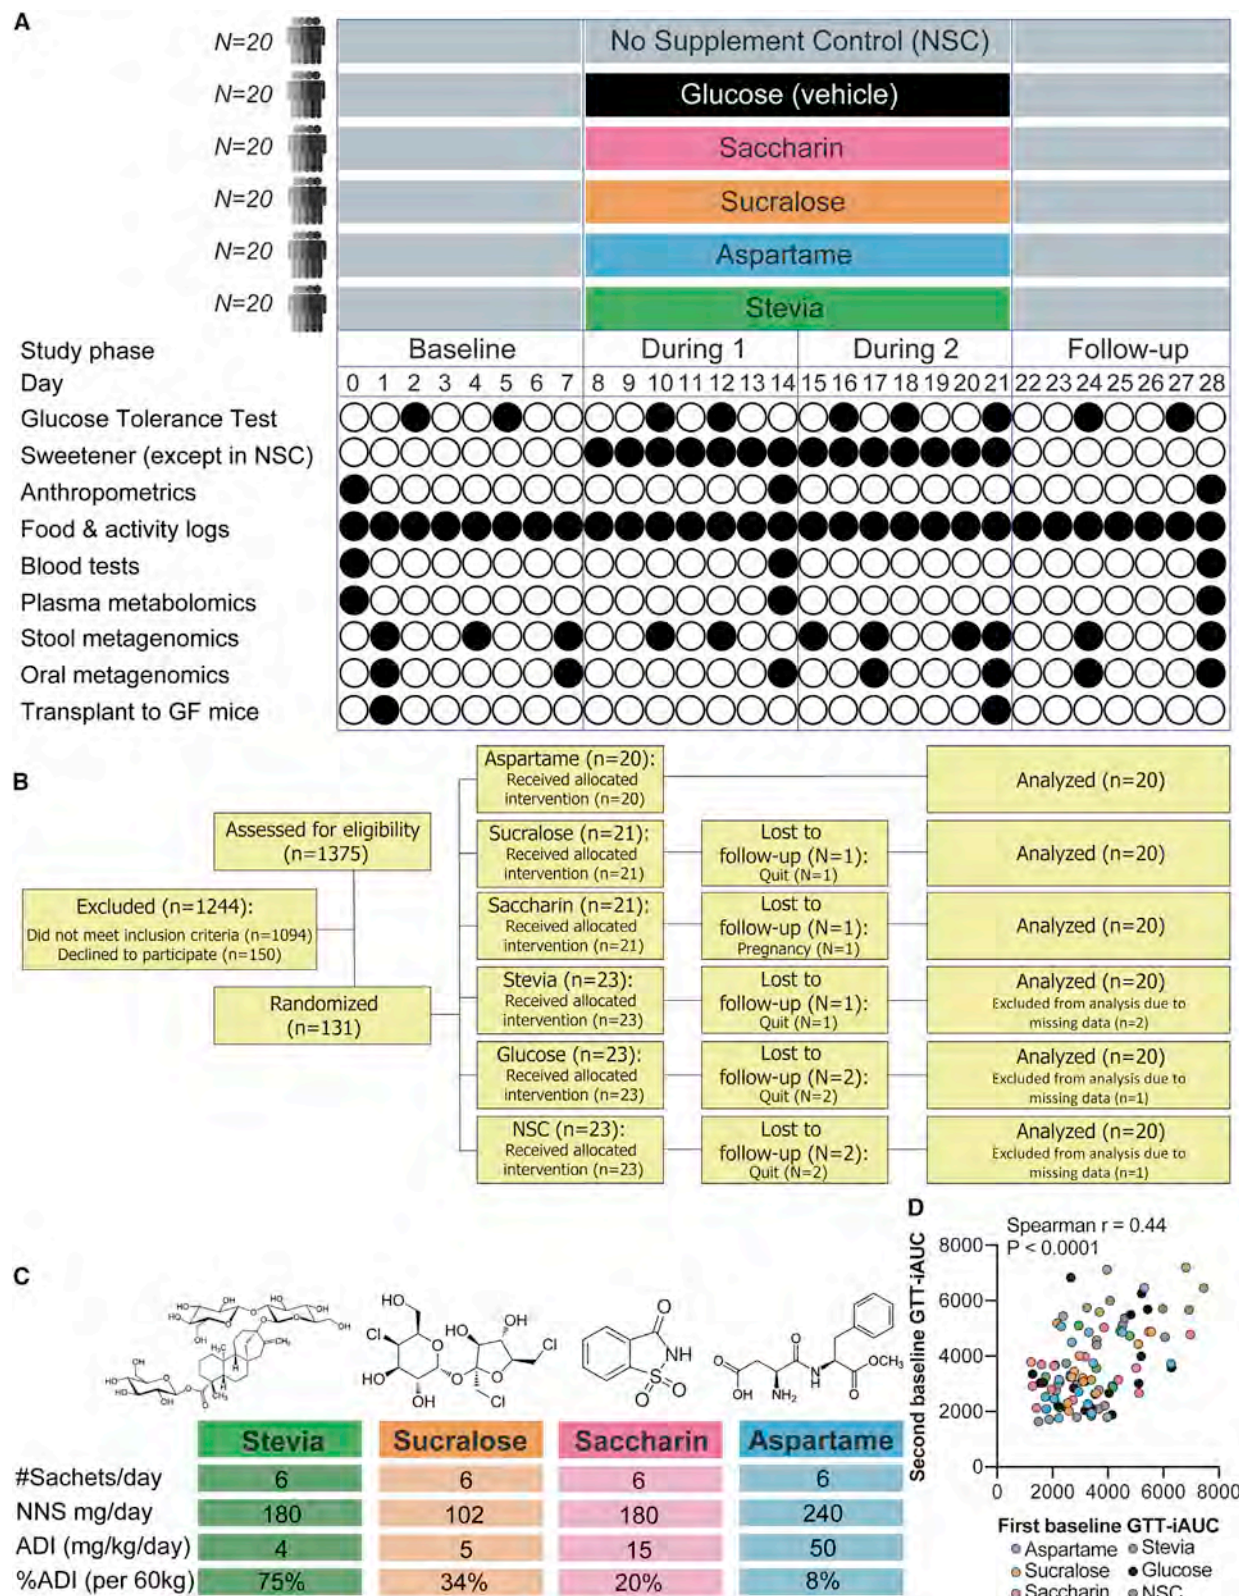 A
N=20
No Supplement Control (NSC)
N=20
Glucose (vehicle)
N=20
Saccharin
N=20
Sucralose
N=20
Aspartame
N=20
Stevia
Study phase Baseline During 1 During 2 Follow-up
Day 0 1 2 3 4 5 6 7 8 9 10 11 12 13 14 15 16 17 18 19 20 21 22 23 24 25 26 27 28
Glucose Tolerance Test
Sweetener (except in NSC)
Anthropometrics
Food & activity logs
Blood tests
Plasma metabolomics
Stool metagenomics
Oral metagenomics
Transplant to GF mice
B
Assessed for eligibility
(n=1375)
Excluded (n=1244):
Did not meet inclusion criteria (n=1094)
Declined to participate (n=150)
Randomized
(n=131)
Aspartame (n=20):
Received allocated
intervention (n=20)
Analyzed (n=20)
Sucralose (n=21):
Received allocated
intervention (n=21)
Lost to
follow-up (N=1):
Quit (N=1)
Analyzed (n=20)
Saccharin (n=21):
Received allocated
intervention (n=21)
Lost to
follow-up (N=1):
Pregnancy (N=1)
Analyzed (n=20)
Stevia (n=23):
Received allocated
intervention (n=23)
Lost to
follow-up (N=1):
Quit (N=1)
Analyzed (n=20)
Excluded from analysis due to
missing data (n=2)
Glucose (n=23):
Received allocated
intervention (n=23)
Lost to
follow-up (N=2):
Quit (N=2)
Analyzed (n=20)
Excluded from analysis due to
missing data (n=1)
NSC (n=23):
Received allocated
intervention (n=23)
Lost to
follow-up (N=2):
Quit (N=2)
Analyzed (n=20)
Excluded from analysis due to
missing data (n=1)
C
Stevia Sucralose Saccharin Aspartame
#Sachets/day 6 6 6 6
NNS mg/day 180 102 180 240
ADI (mg/kg/day) 4 5 15 50
%ADI (per 60kg) 75% 34% 20% 8%
D
Spearman r = 0.44
P < 0.0001
Second baseline GTT-iAUC
8000
6000
4000
2000
0
0 2000 4000 6000 8000
First baseline GTT-iAUC
Aspartame Stevia
Sucralose Glucose
Saccharin NSC